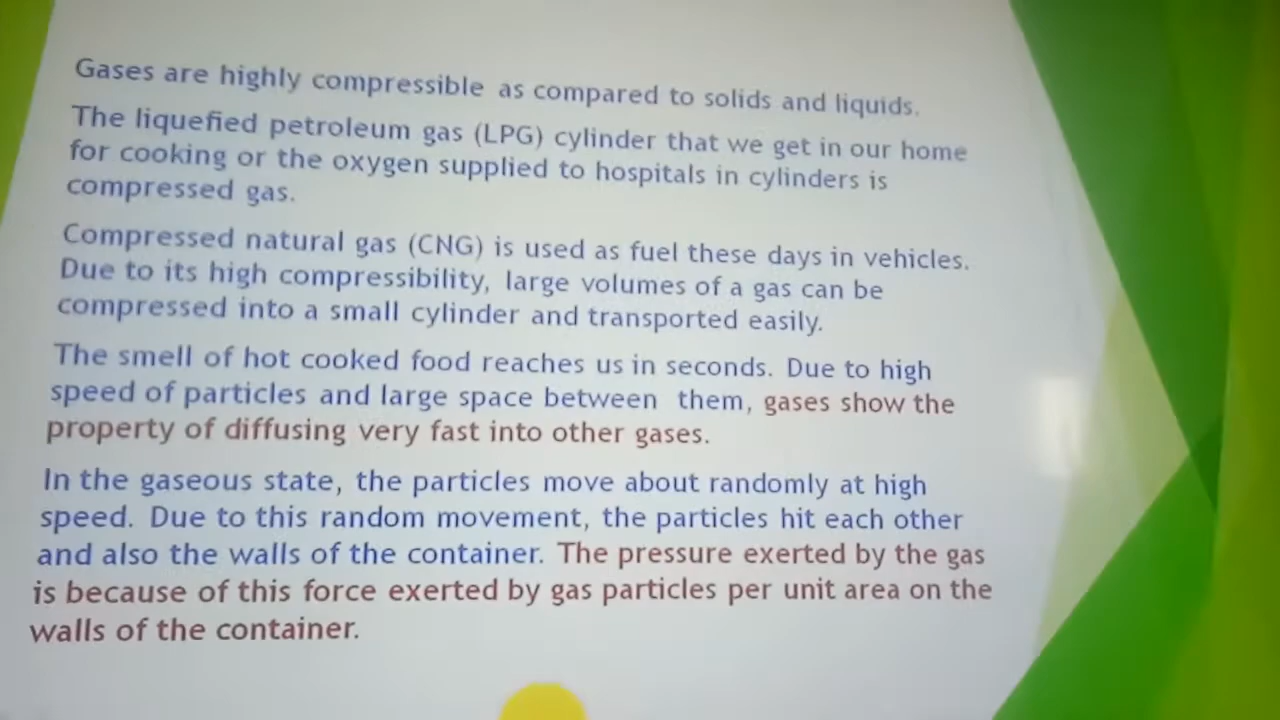 Gases are highly compressible as compared to solids and liquids.
The liquefied petroleum gas (LPG) cylinder that we get in our home
for cooking or the oxygen supplied to hospitals in cylinders is
compressed gas.
Compressed natural gas (CNG) is used as fuel these days in vehicles.
Due to its high compressibility, large volumes of a gas can be
compressed into a small cylinder and transported easily.
The smell of hot cooked food reaches us in seconds. Due to high
speed of particles and large space between them, gases show the
property of diffusing very fast into other gases.
In the gaseous state, the particles move about randomly at high
speed. Due to this random movement, the particles hit each other
and also the walls of the container. The pressure exerted by the gas
is because of this force exerted by gas particles per unit area on the
walls of the container.